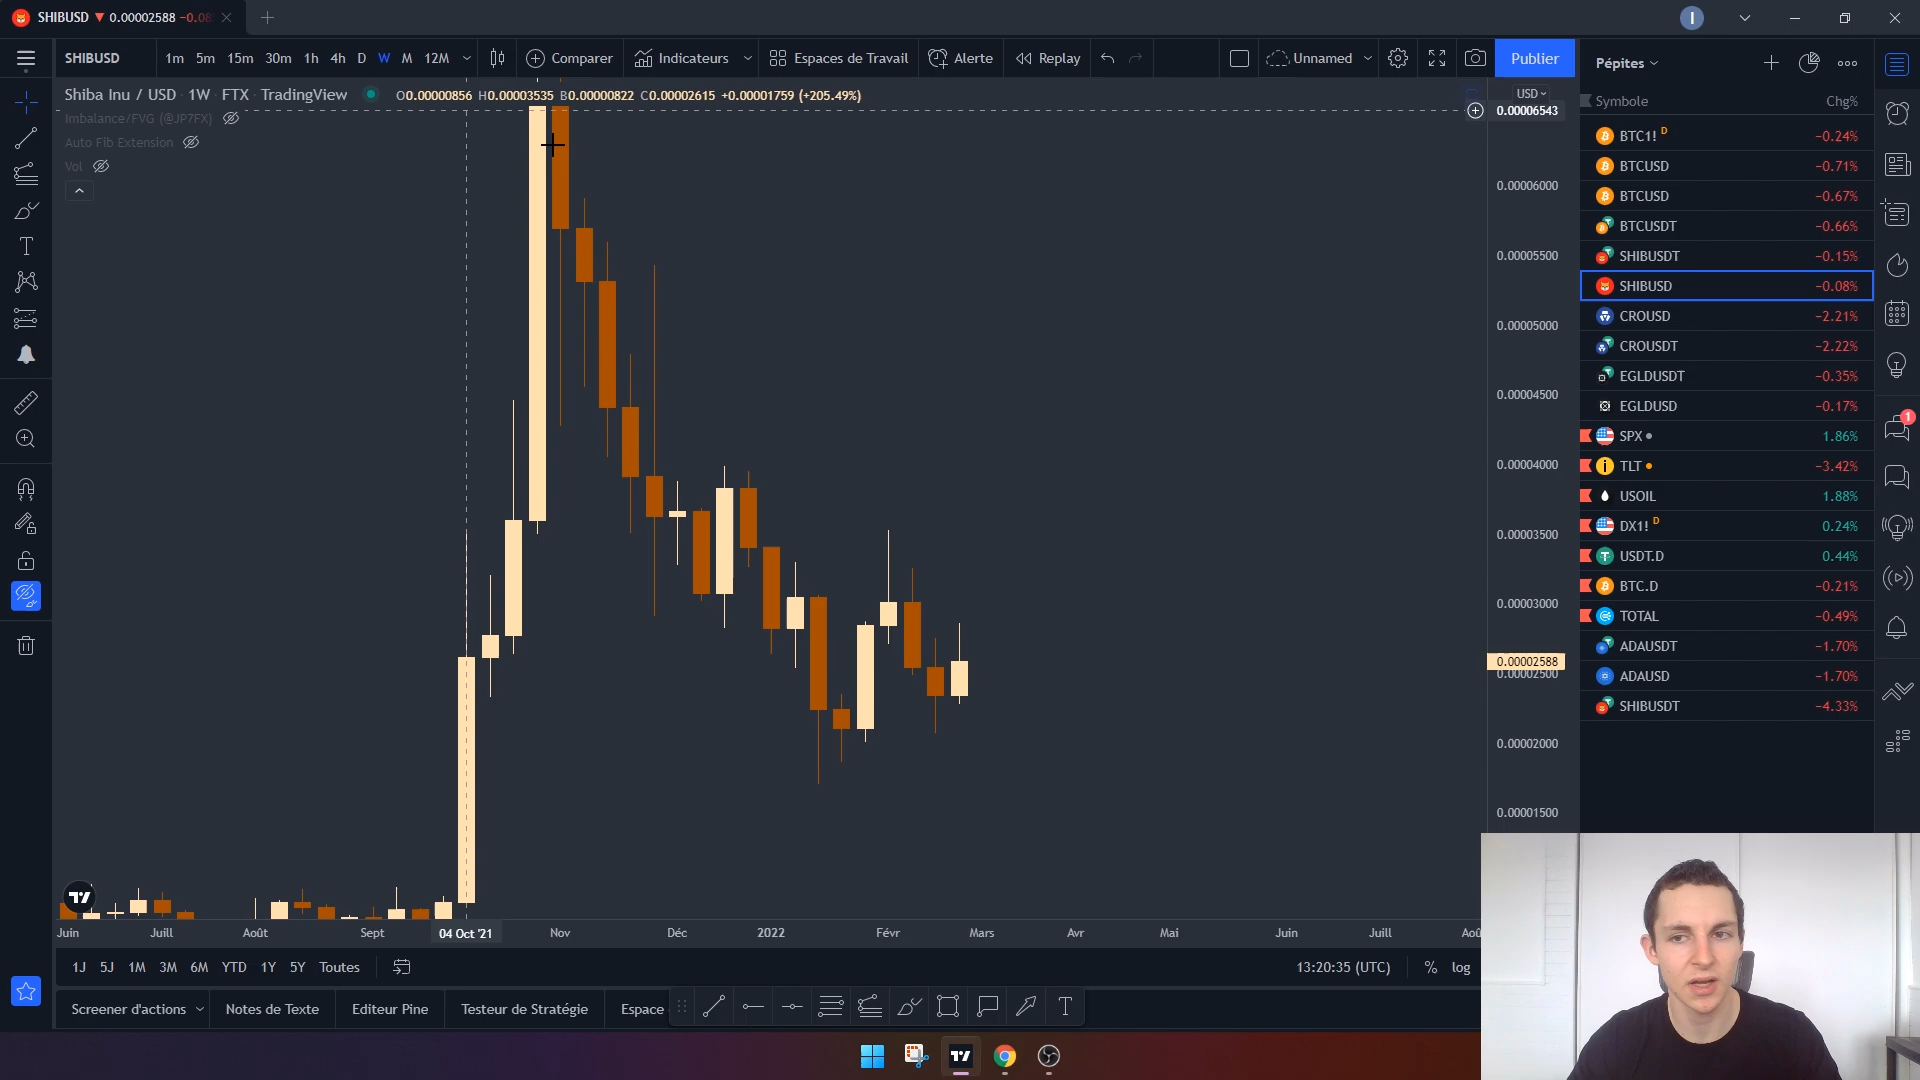 SHIBUSD ▼ 0.00002588 −0.08
I
SHIBUSD 1m 5m 15m 30m 1h 4h D W M 12M Comparer Indicateurs Espaces de Travail Alerte Replay Unnamed Publier
Pépites
Shiba Inu / USD · 1W · FTX · TradingView O0.00000856 H0.00003535 B0.00000822 C0.00002615 +0.00001759 (+205.49%)
Imbalance/FVG (@JP7FX)
Auto Fib Extension
Vol
USD
0.00006543
0.00006000
0.00005500
0.00005000
0.00004500
0.00004000
0.00003500
0.00003000
0.00002588
0.00002500
0.00002000
0.00001500
Symbole Chg%
BTC1! D −0.24%
BTCUSD −0.71%
BTCUSD −0.67%
BTCUSDT −0.66%
SHIBUSDT −0.15%
SHIBUSD −0.08%
CROUSD −2.21%
CROUSDT −2.22%
EGLDUSDT −0.35%
EGLDUSD −0.17%
SPX 1.86%
TLT −3.42%
USOIL 1.88%
DX1! D 0.24%
USDT.D 0.44%
BTC.D −0.21%
TOTAL −0.49%
ADAUSDT −1.70%
ADAUSD −1.70%
SHIBUSDT −4.33%
1
Juin Juill Août Sept 04 Oct '21 Nov Déc 2022 Févr Mars Avr Mai Juin Juill Aoû
1J 5J 1M 3M 6M YTD 1Y 5Y Toutes 13:20:35 (UTC) % log
Screener d'actions Notes de Texte Editeur Pine Testeur de Stratégie Espace